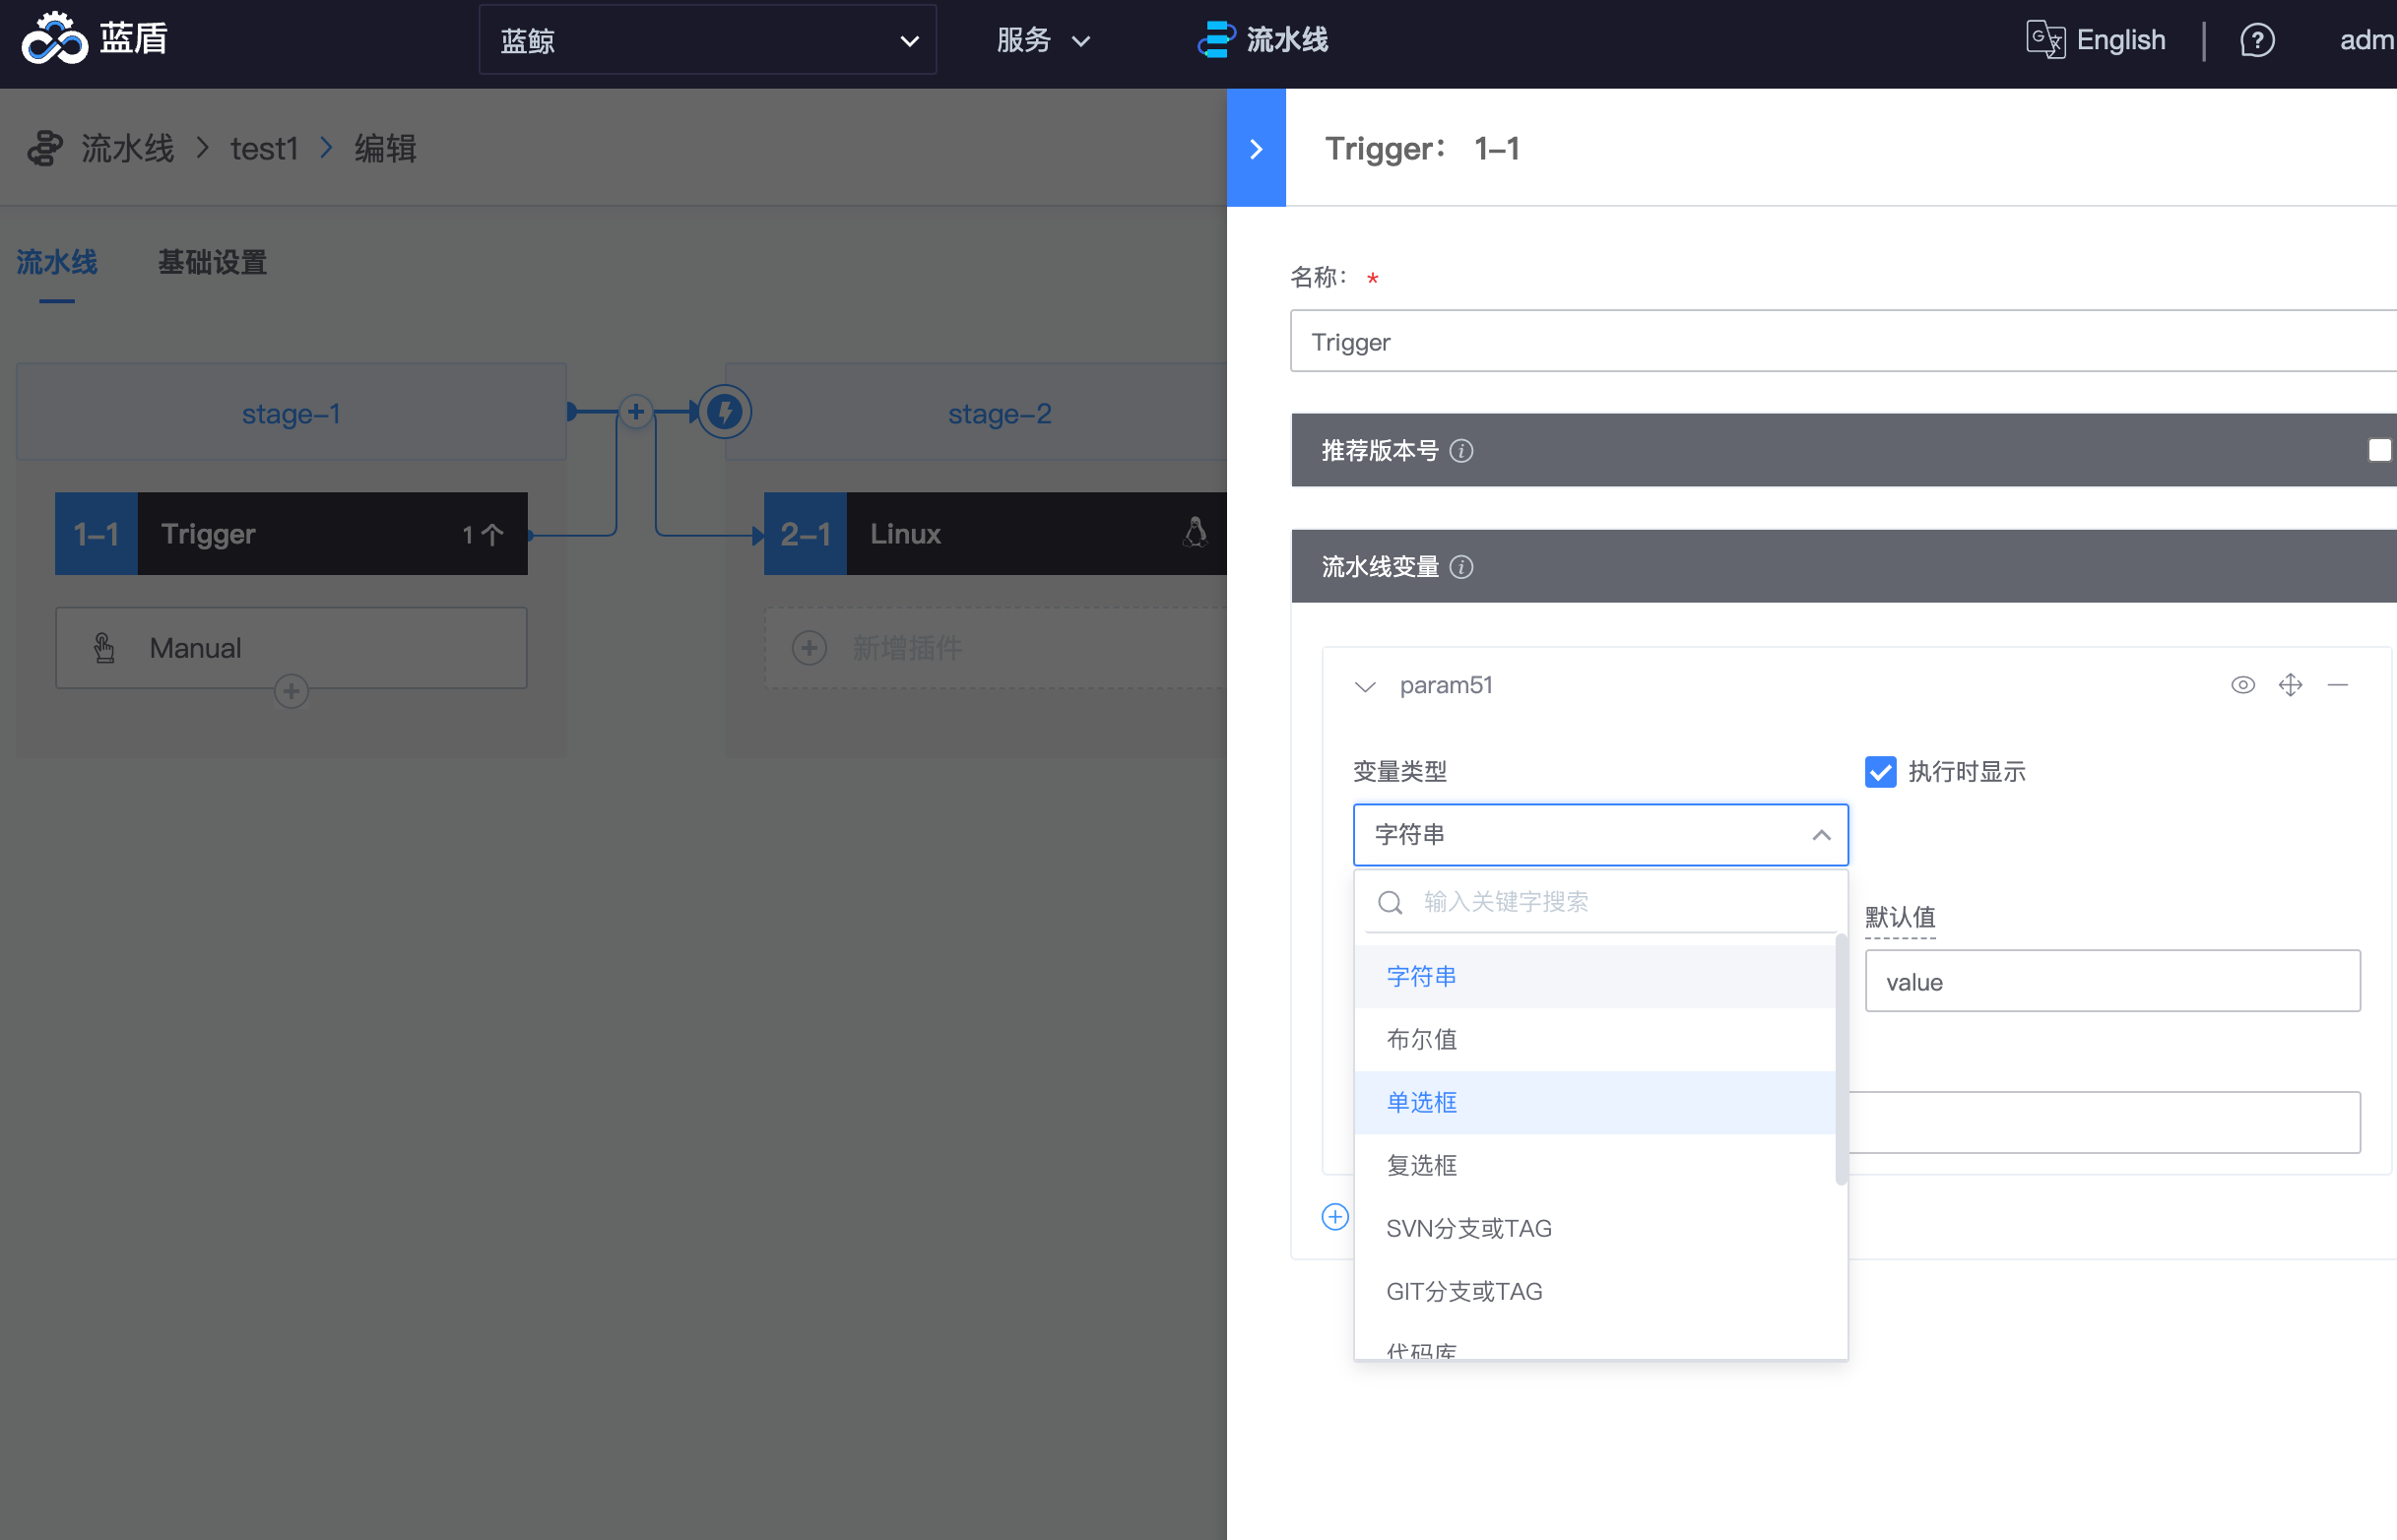 蓝盾
蓝鲸
服务
流水线
English
adm
流水线 > test1 > 编辑
Trigger： 1-1
流水线
基础设置
名称： *
Trigger
stage-1
stage-2
推荐版本号
1-1 Trigger 1个
2-1 Linux
流水线变量
Manual
新增插件
param51
变量类型
执行时显示
字符串
输入关键字搜索
默认值
字符串
value
布尔值
单选框
复选框
SVN分支或TAG
GIT分支或TAG
代码库